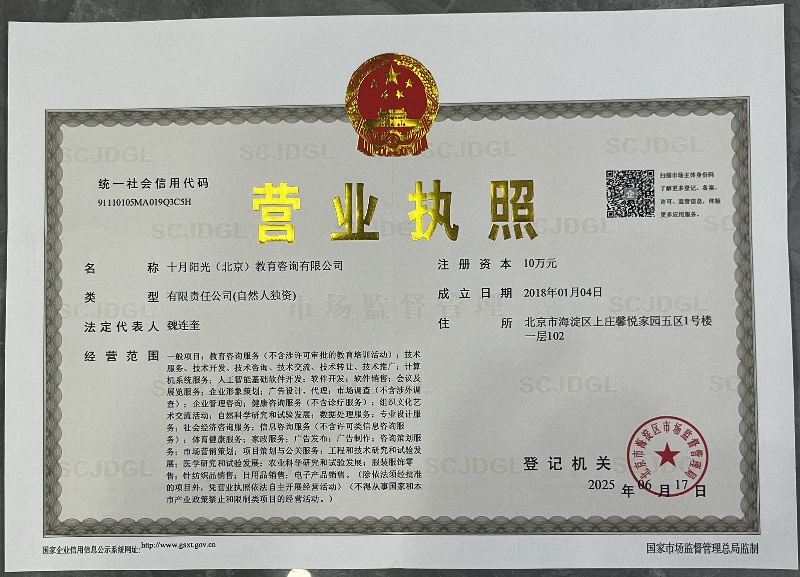 统一社会信用代码
91110105MA019Q3C5H
营业执照
扫描市场主体身份码
了解更多登记、备案、
许可、监管信息，体验
更多应用服务。
名称 十月阳光（北京）教育咨询有限公司
类型 有限责任公司(自然人独资)
法定代表人 魏连奎
经营范围 一般项目：教育咨询服务（不含涉许可审批的教育培训活动）；技术
服务、技术开发、技术咨询、技术交流、技术转让、技术推广；计算
机系统服务；人工智能基础软件开发；软件开发；软件销售；会议及
展览服务；企业形象策划；广告设计、代理；市场调查（不含涉外调
查）；企业管理咨询；健康咨询服务（不含诊疗服务）；组织文化艺
术交流活动；自然科学研究和试验发展；数据处理服务；专业设计服
务；社会经济咨询服务；信息咨询服务（不含许可类信息咨询服
务）；体育健康服务；家政服务；广告发布；广告制作；咨询策划服
务；市场营销策划；项目策划与公关服务；工程和技术研究和试验发
展；医学研究和试验发展；农业科学研究和试验发展；服装服饰零
售；针纺织品销售；日用品销售；电子产品销售。（除依法须经批准
的项目外，凭营业执照依法自主开展经营活动）（不得从事国家和本
市产业政策禁止和限制类项目的经营活动。）
注册资本 10万元
成立日期 2018年01月04日
住所 北京市海淀区上庄馨悦家园五区1号楼
一层102
市场监督管理
SCJDGL
登记机关
北京市海淀区市场监督管理局
2025 年 06 月 17 日
国家企业信用信息公示系统网址: http://www.gsxt.gov.cn
国家市场监督管理总局监制